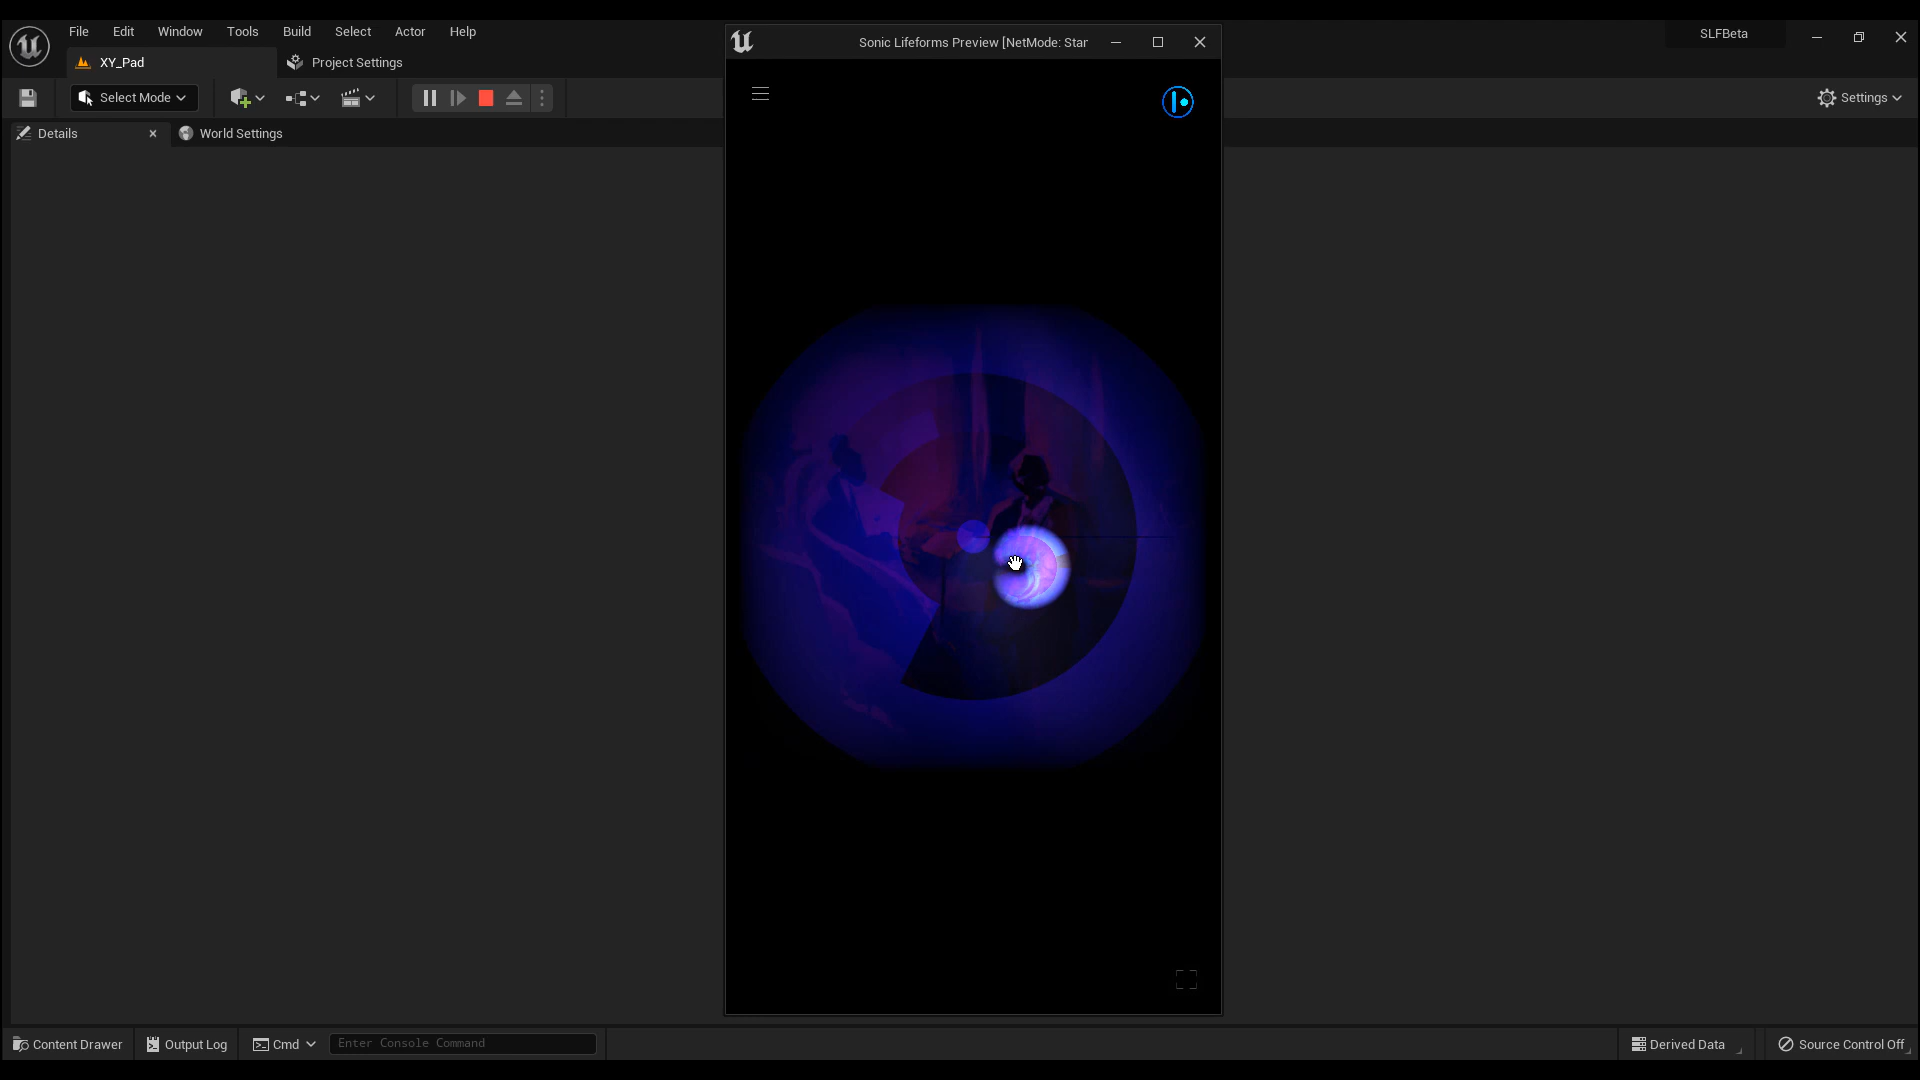 File Edit Window Tools Build Select Actor Help
Sonic Lifeforms Preview [NetMode: Star
SLFBeta
XY_Pad
Project Settings
Select Mode
Settings
Details
World Settings
Content Drawer
Output Log
Cmd
Enter Console Command
Derived Data
Source Control Off